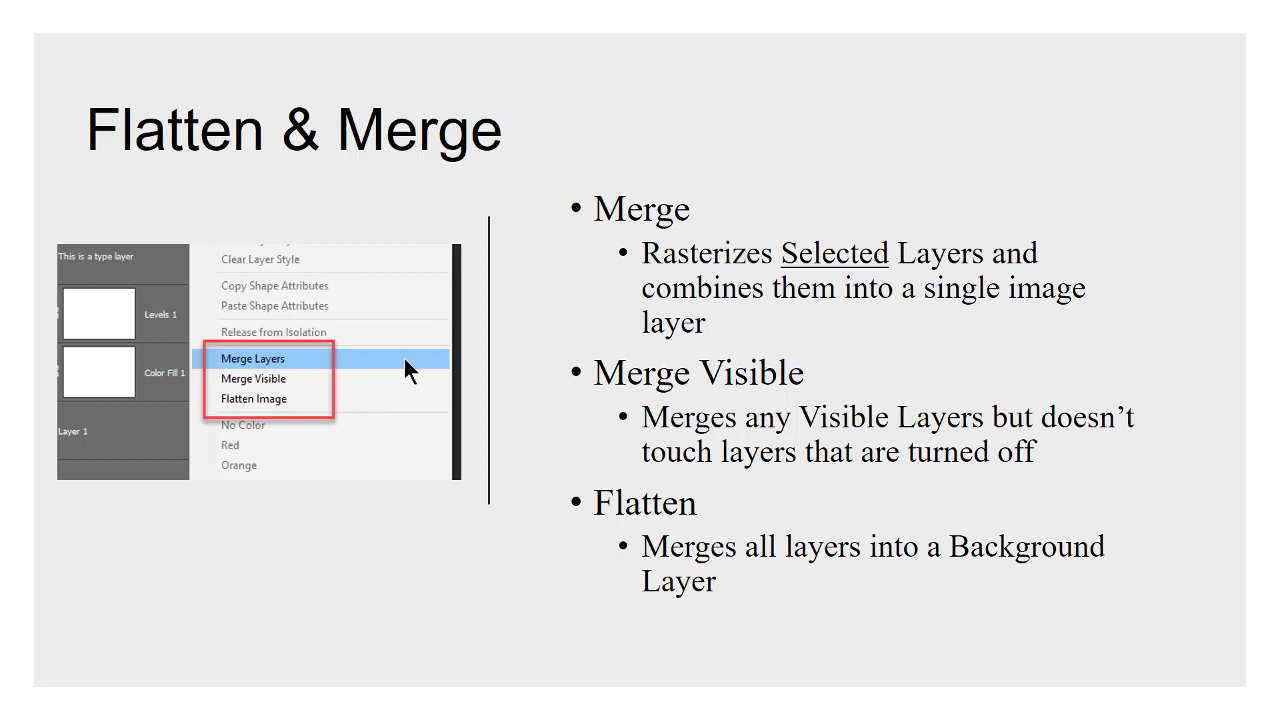 Flatten & Merge
This is a type layer
Levels 1
Color Fill 1
Layer 1
Clear Layer Style
Copy Shape Attributes
Paste Shape Attributes
Release from Isolation
Merge Layers
Merge Visible
Flatten Image
No Color
Red
Orange
• Merge
• Rasterizes Selected Layers and
combines them into a single image
layer
• Merge Visible
• Merges any Visible Layers but doesn’t
touch layers that are turned off
• Flatten
• Merges all layers into a Background
Layer